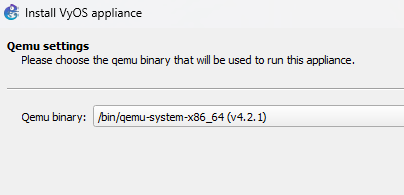 Install VyOS appliance
Qemu settings
Please choose the qemu binary that will be used to run this appliance.
Qemu binary: /bin/qemu-system-x86_64 (v4.2.1)